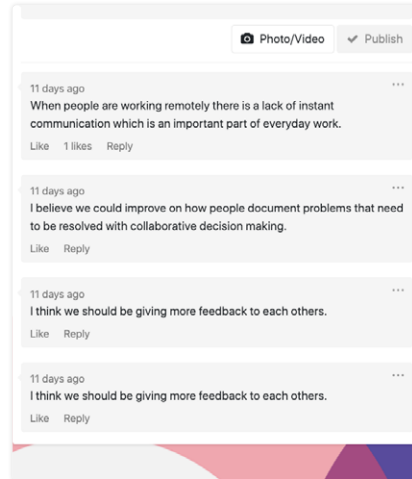 Photo/Video
Publish
11 days ago
When people are working remotely there is a lack of instant
communication which is an important part of everyday work.
Like 1 likes Reply
11 days ago
I believe we could improve on how people document problems that need
to be resolved with collaborative decision making.
Like Reply
11 days ago
I think we should be giving more feedback to each others.
Like Reply
11 days ago
I think we should be giving more feedback to each others.
Like Reply